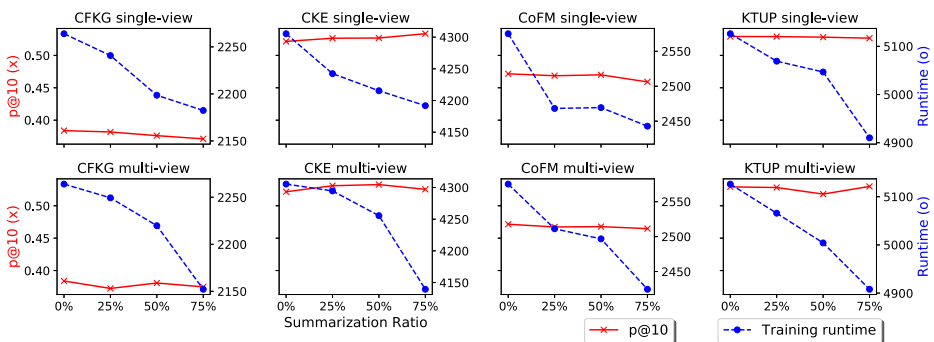 CFKG single-view
CKE single-view
CoFM single-view
KTUP single-view
p@10 (x)
0.50
0.45
0.40
2250
2200
2150
4300
4250
4200
4150
2550
2500
2450
5100
5000
4900
Runtime (o)
CFKG multi-view
CKE multi-view
CoFM multi-view
KTUP multi-view
p@10 (x)
0.50
0.45
0.40
2250
2200
2150
4300
4250
4200
4150
2550
2500
2450
5100
5000
4900
Runtime (o)
0% 25% 50% 75%
0% 25% 50% 75%
0% 25% 50% 75%
0% 25% 50% 75%
Summarization Ratio
p@10
Training runtime